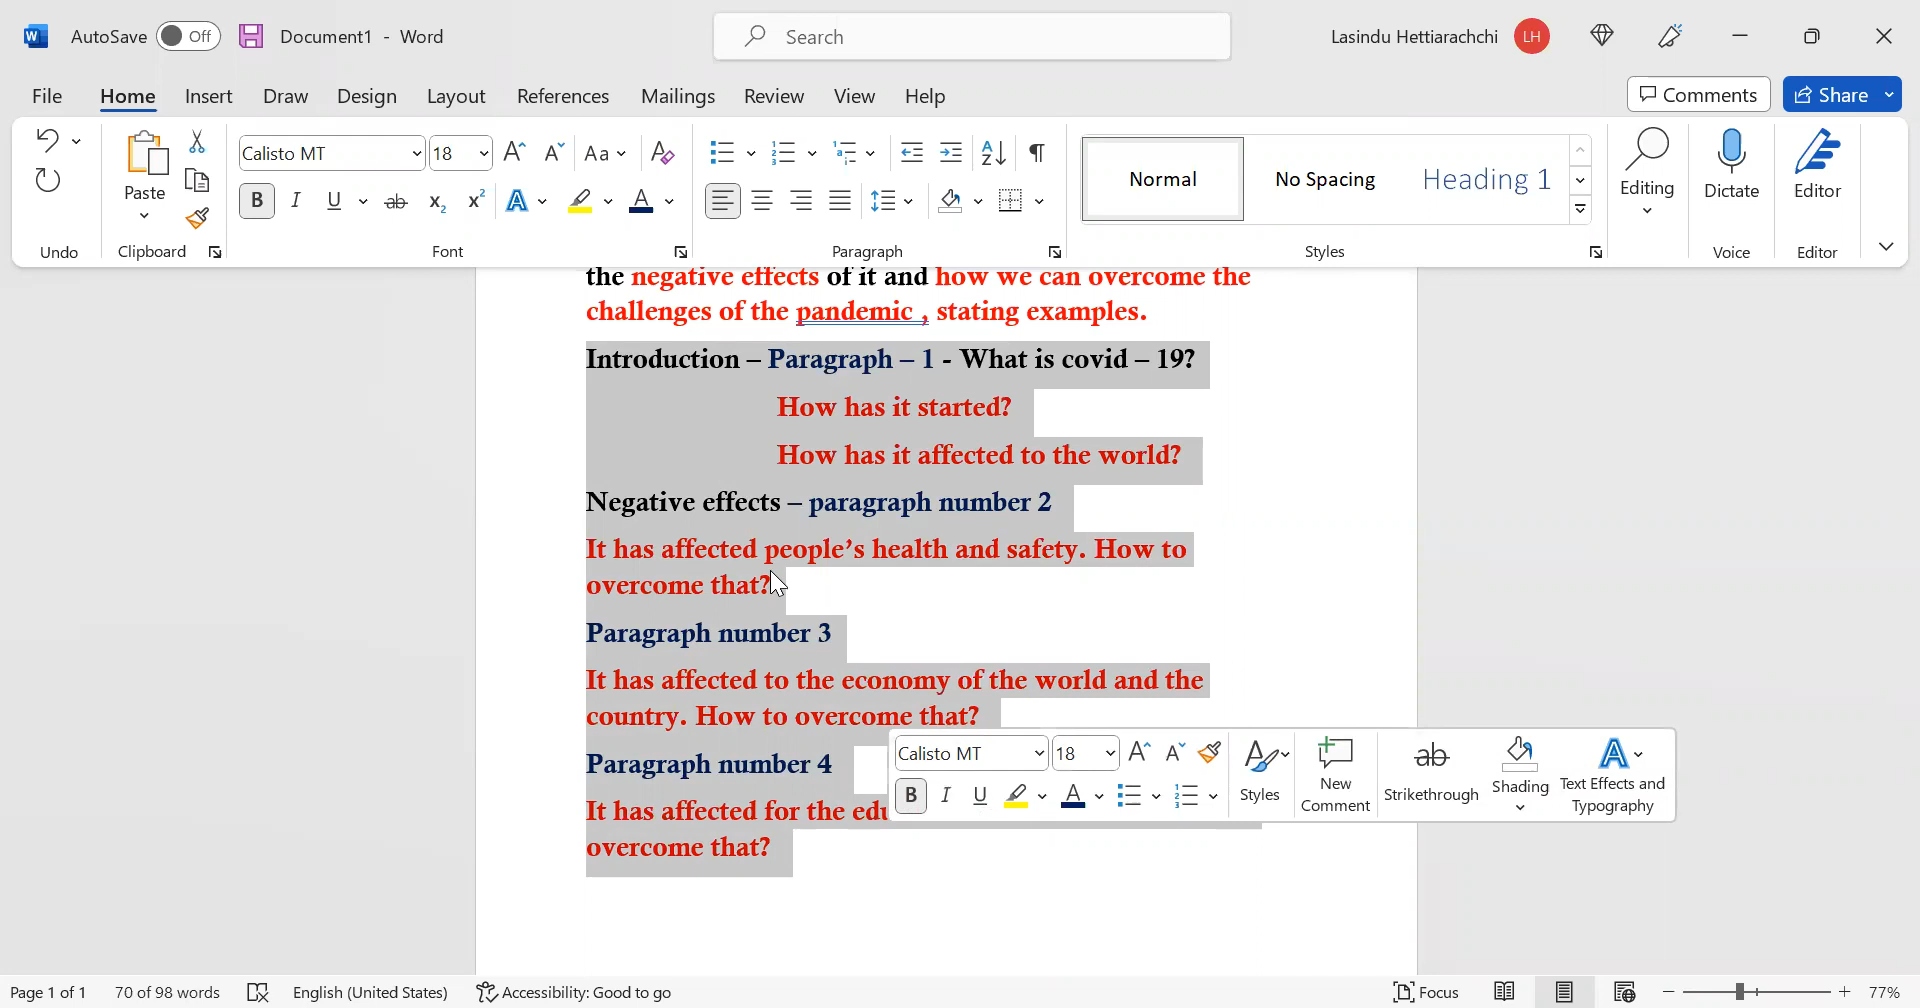 AutoSave Off Document1 - Word Search Lasindu Hettiarachchi LH
File Home Insert Draw Design Layout References Mailings Review View Help Comments Share
Calisto MT 18 Aa
Paste B I U ab x2 x2 A A Normal No Spacing Heading 1 Editing Dictate Editor
Undo Clipboard Font Paragraph Styles Voice Editor
the negative effects of it and how we can overcome the
challenges of the pandemic , stating examples.
Introduction – Paragraph – 1 - What is covid – 19?
How has it started?
How has it affected to the world?
Negative effects – paragraph number 2
It has affected people's health and safety. How to
overcome that?
Paragraph number 3
It has affected to the economy of the world and the
country. How to overcome that?
Paragraph number 4
It has affected for the
overcome that?
Calisto MT 18 A A
B I U A Styles New Comment ab Strikethrough Shading A Text Effects and Typography
Page 1 of 1 70 of 98 words English (United States) Accessibility: Good to go Focus 77%